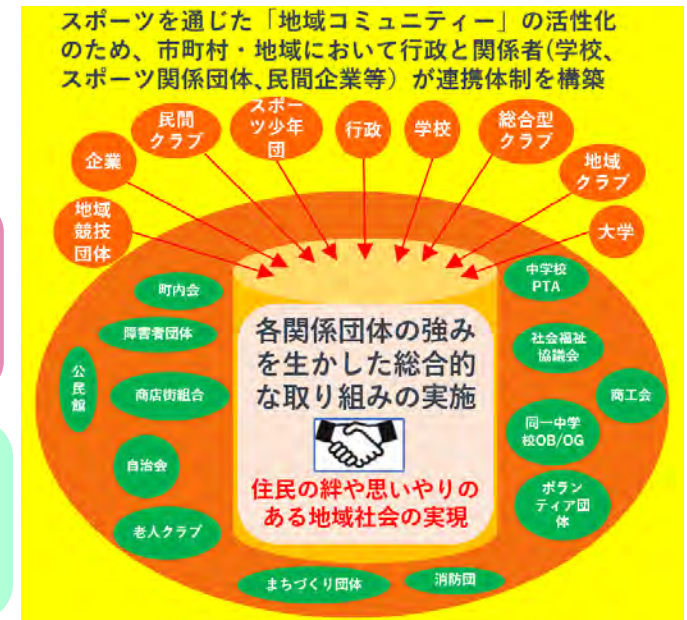 スポーツを通じた「地域コミュニティー」の活性化
のため、市町村・地域において行政と関係者(学校、
スポーツ関係団体、民間企業等）が連携体制を構築
地域
競技
団体
企業
民間
クラブ
スポー
ツ少年
団
行政
学校
総合型
クラブ
地域
クラブ
大学
町内会
障害者団体
公
民
館
商店街組合
自治会
老人クラブ
まちづくり団体
消防団
中学校
PTA
社会福祉
協議会
商工会
同一中学
校OB/OG
ボラン
ティア団
体
各関係団体の強み
を生かした総合的
な取り組みの実施
住民の絆や思いやりの
ある地域社会の実現